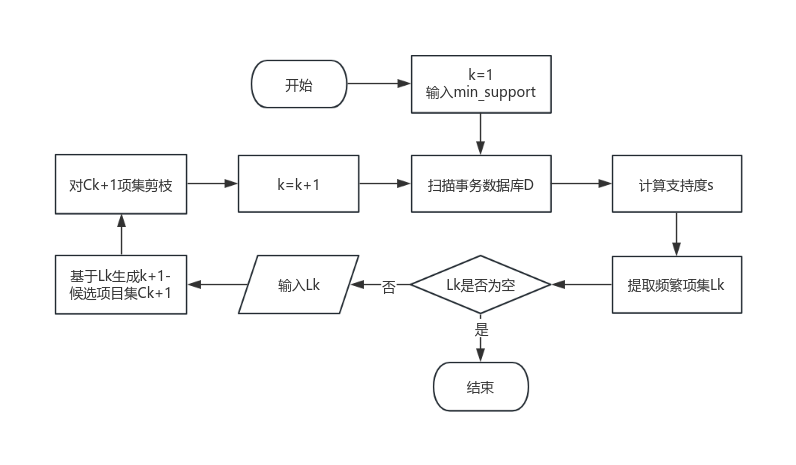 开始
k=1
输入min_support
对Ck+1项集剪枝
k=k+1
扫描事务数据库D
计算支持度s
基于Lk生成k+1-
候选项目集Ck+1
输入Lk
否
Lk是否为空
提取频繁项集Lk
是
结束